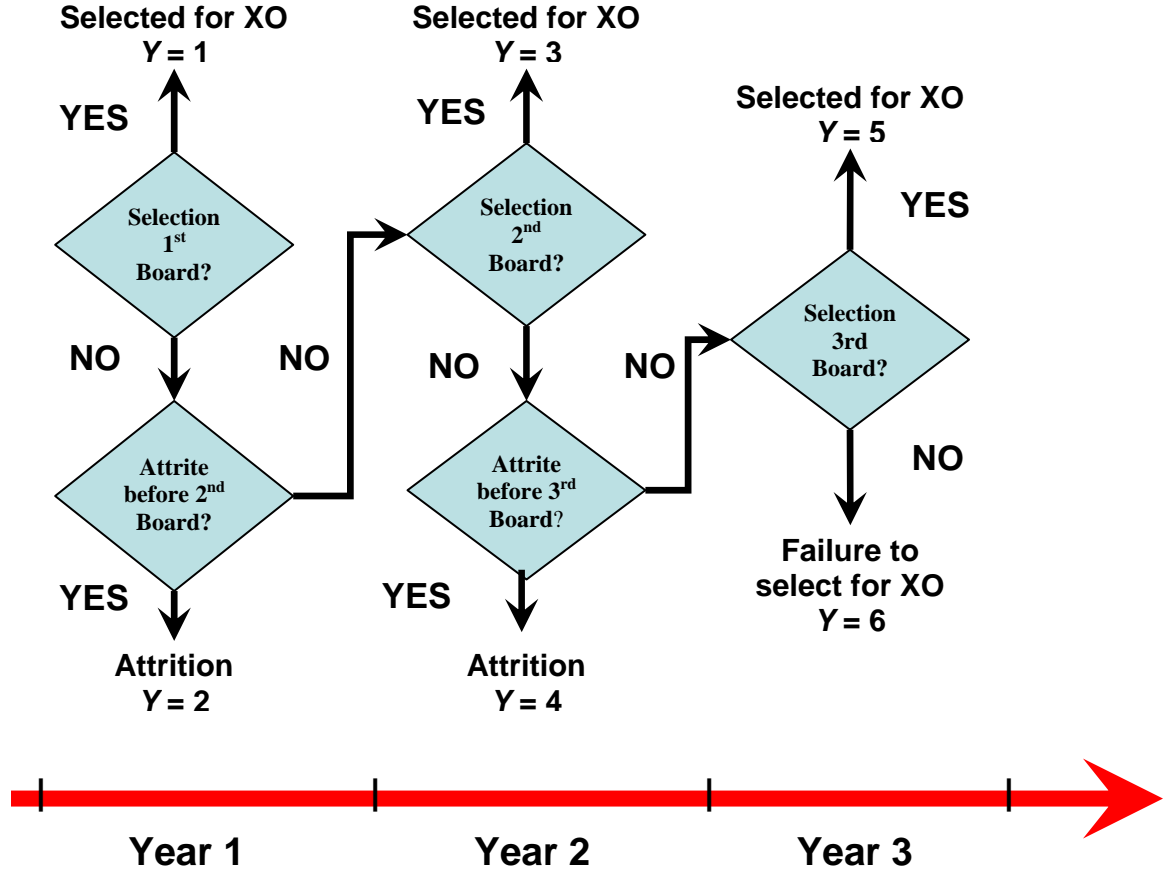 Selected for XO
Y = 1
YES
Selection
1st
Board?
NO
Attrite
before 2nd
Board?
YES
Attrition
Y = 2
NO
Selected for XO
Y = 3
YES
Selection
2nd
Board?
NO
Attrite
before 3rd
Board?
YES
Attrition
Y = 4
NO
Selected for XO
Y = 5
YES
Selection
3rd
Board?
NO
Failure to
select for XO
Y = 6
Year 1
Year 2
Year 3